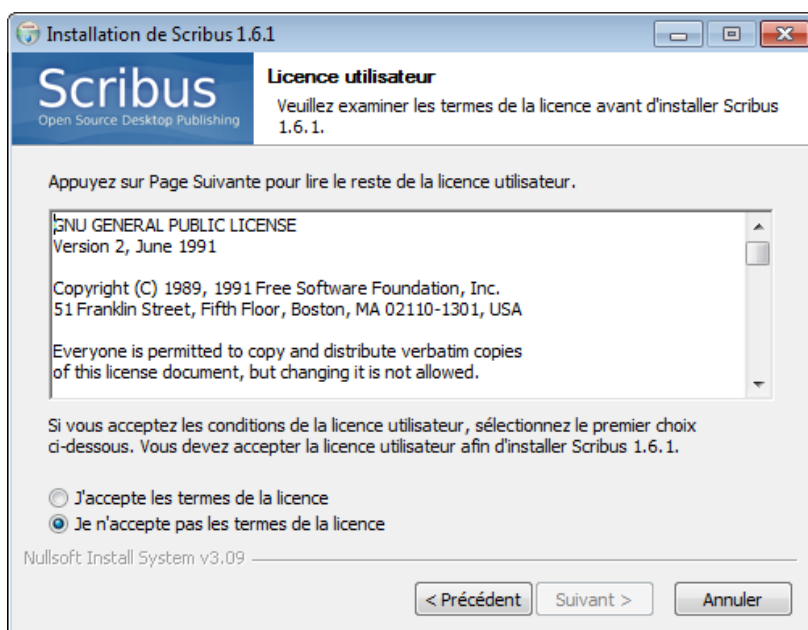 Installation de Scribus 1.6.1
Scribus
Open Source Desktop Publishing
Licence utilisateur
Veuillez examiner les termes de la licence avant d'installer Scribus
1.6.1.
Appuyez sur Page Suivante pour lire le reste de la licence utilisateur.
GNU GENERAL PUBLIC LICENSE
Version 2, June 1991
Copyright (C) 1989, 1991 Free Software Foundation, Inc.
51 Franklin Street, Fifth Floor, Boston, MA 02110-1301, USA
Everyone is permitted to copy and distribute verbatim copies
of this license document, but changing it is not allowed.
Si vous acceptez les conditions de la licence utilisateur, sélectionnez le premier choix
ci-dessous. Vous devez accepter la licence utilisateur afin d'installer Scribus 1.6.1.
J'accepte les termes de la licence
Je n'accepte pas les termes de la licence
Nullsoft Install System v3.09
< Précédent Suivant > Annuler